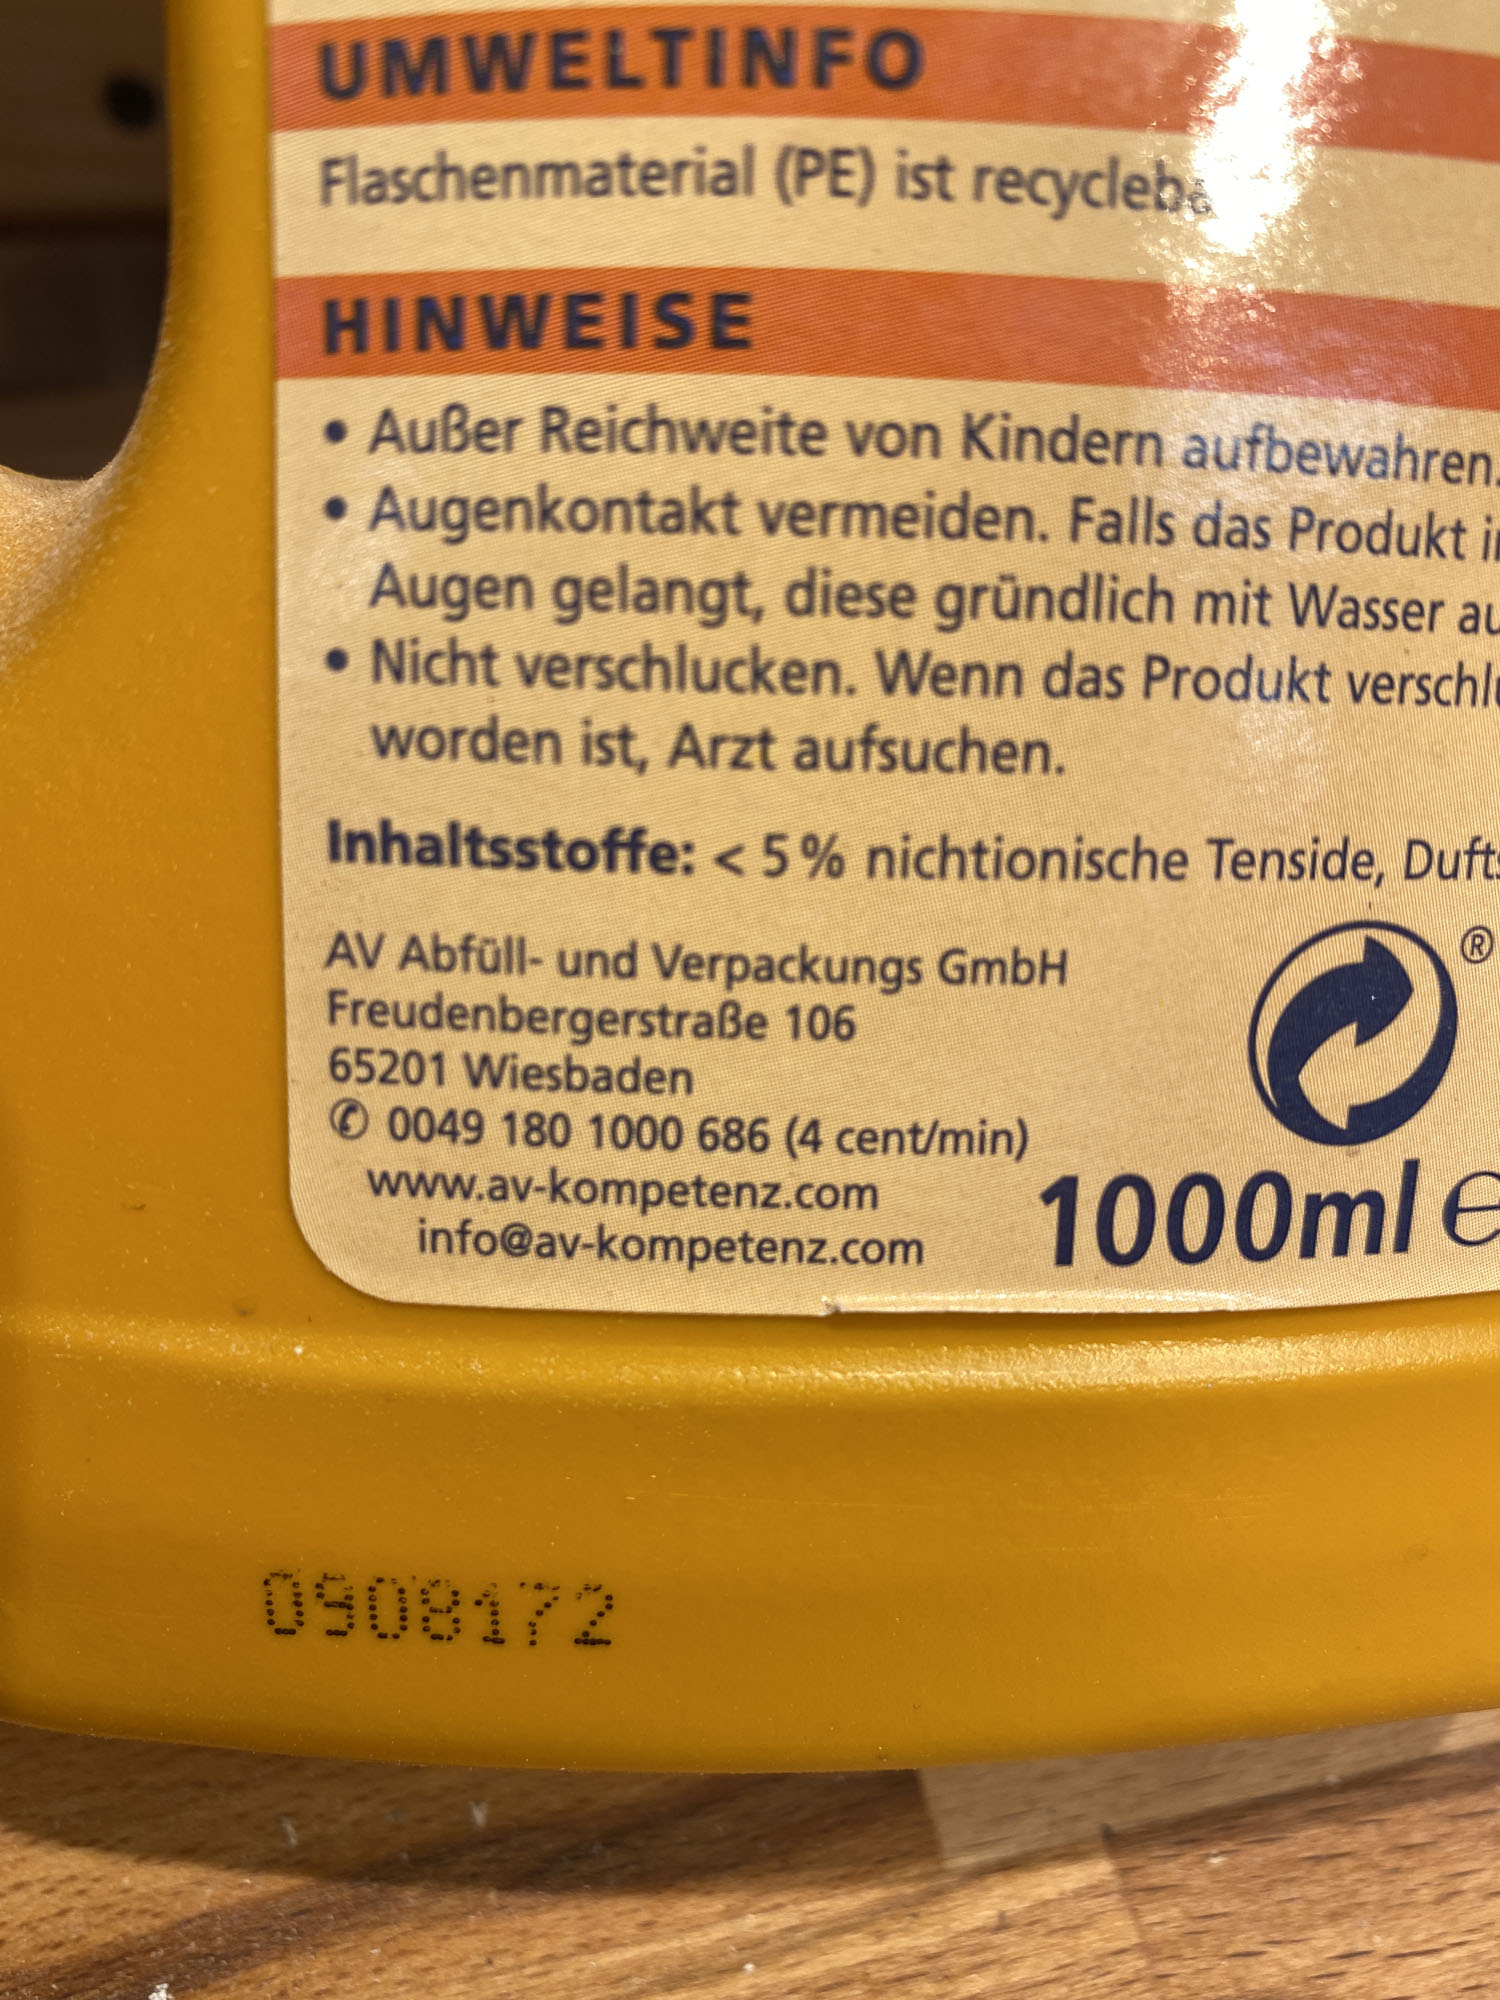 UMWELTINFO
Flaschenmaterial (PE) ist
HINWEISE
• Außer Reichweite von Kindern aufbewahren.
• Augenkontakt vermeiden. Falls das Produkt
Augen gelangt, diese gründlich mit Wasser
• Nicht verschlucken. Wenn das Produkt
worden ist, Arzt aufsuchen.
Inhaltsstoffe: < 5 % nichtionische Tenside,
AV Abfüll- und Verpackungs GmbH
Freudenbergerstraße 106
65201 Wiesbaden
✆ 0049 180 1000 686 (4 cent/min)
www.av-kompetenz.com
info@av-kompetenz.com
®
1000ml e
0908172